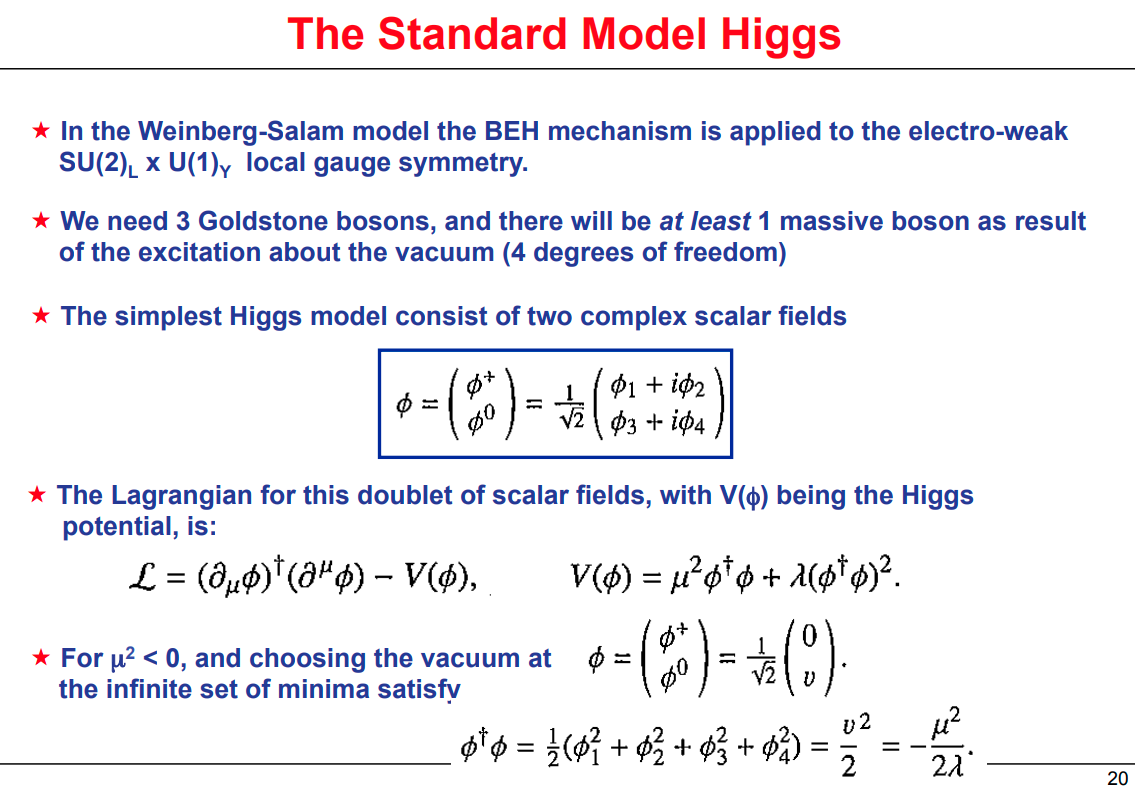 The Standard Model Higgs
★ In the Weinberg-Salam model the BEH mechanism is applied to the electro-weak
SU(2)L x U(1)Y local gauge symmetry.
★ We need 3 Goldstone bosons, and there will be at least 1 massive boson as result
of the excitation about the vacuum (4 degrees of freedom)
★ The simplest Higgs model consist of two complex scalar fields
ϕ = (ϕ⁺ ϕ⁰) = 1/√2 (ϕ₁ + iϕ₂ ϕ₃ + iϕ₄)
★ The Lagrangian for this doublet of scalar fields, with V(ϕ) being the Higgs
potential, is:
ℒ = (∂μϕ)†(∂^μϕ) − V(ϕ), V(ϕ) = μ²ϕ†ϕ + λ(ϕ†ϕ)².
★ For μ² < 0, and choosing the vacuum at ϕ = (ϕ⁺ ϕ⁰) = 1/√2 (0 υ).
the infinite set of minima satisfy
ϕ†ϕ = ½(ϕ₁² + ϕ₂² + ϕ₃² + ϕ₄²) = υ²/2 = −μ²/2λ.
20